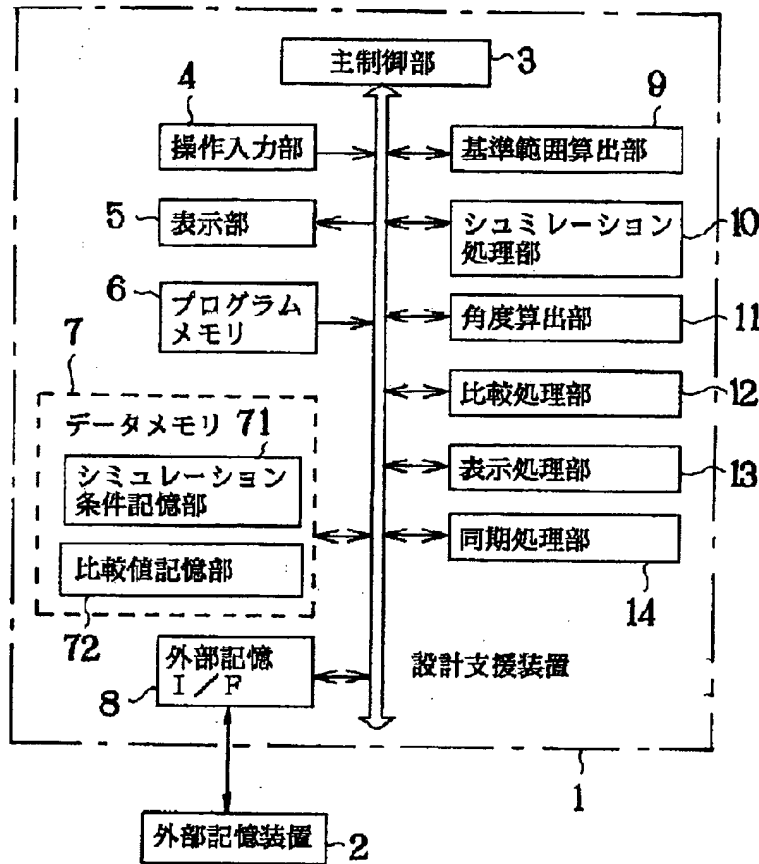 主制御部
3
4
操作入力部
9
基準範囲算出部
5
表示部
シュミレーション
処理部
10
6
プログラム
メモリ
角度算出部
11
7
データメモリ
71
シミュレーション
条件記憶部
比較値記憶部
72
比較処理部
12
表示処理部
13
同期処理部
14
外部記憶
I/F
8
設計支援装置
1
外部記憶装置
2